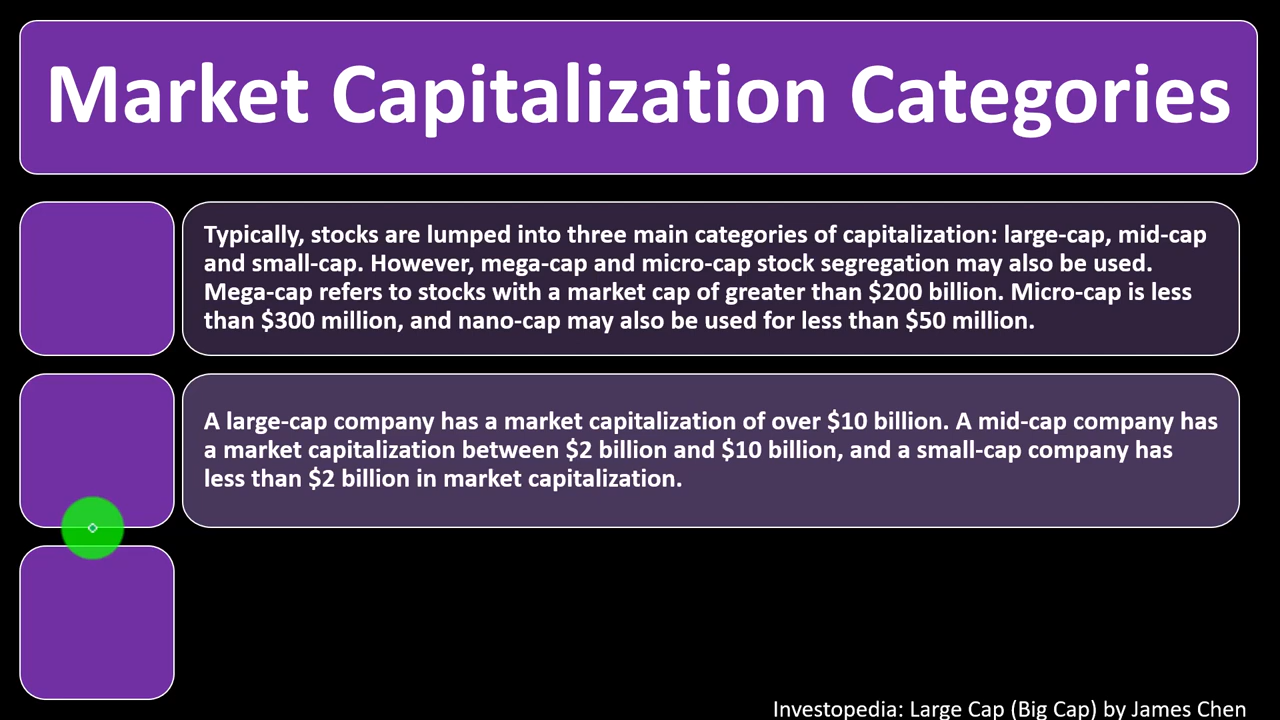 Market Capitalization Categories
Typically, stocks are lumped into three main categories of capitalization: large-cap, mid-cap
and small-cap. However, mega-cap and micro-cap stock segregation may also be used.
Mega-cap refers to stocks with a market cap of greater than $200 billion. Micro-cap is less
than $300 million, and nano-cap may also be used for less than $50 million.
A large-cap company has a market capitalization of over $10 billion. A mid-cap company has
a market capitalization between $2 billion and $10 billion, and a small-cap company has
less than $2 billion in market capitalization.
Investopedia: Large Cap (Big Cap) by James Chen